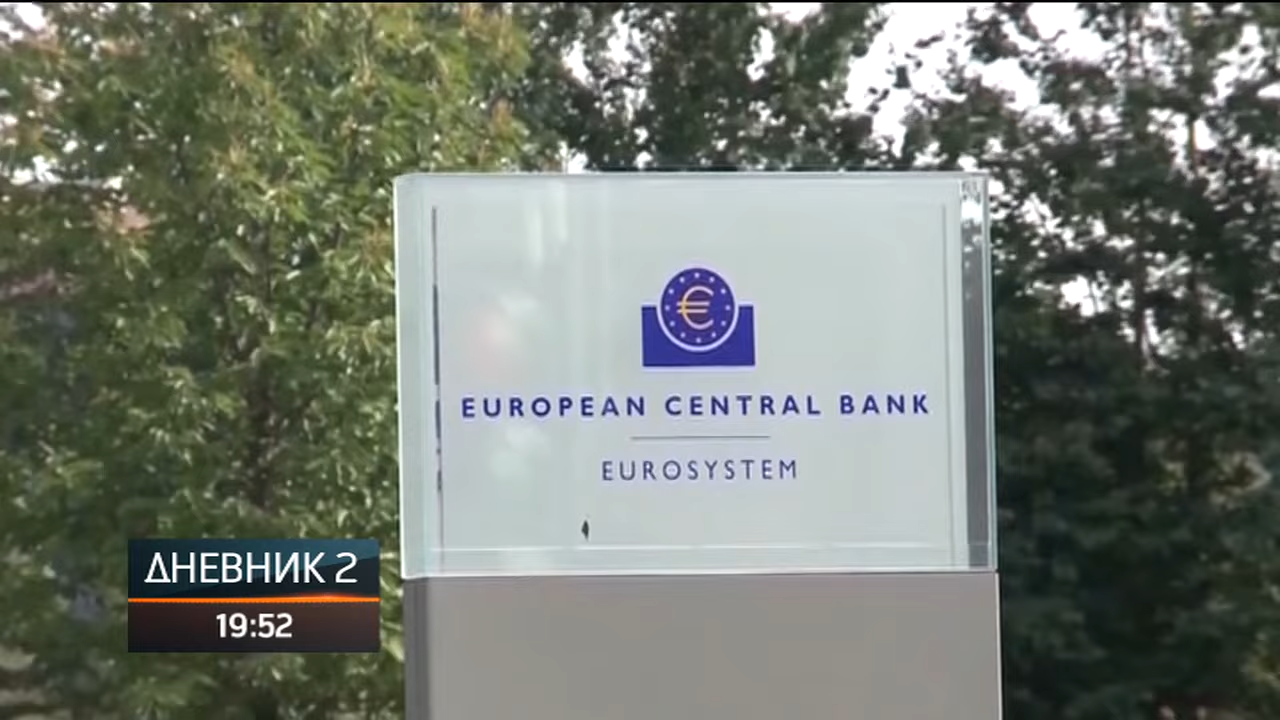 €
EUROPEAN CENTRAL BANK
EUROSYSTEM
ДНЕВНИК 2
19:52